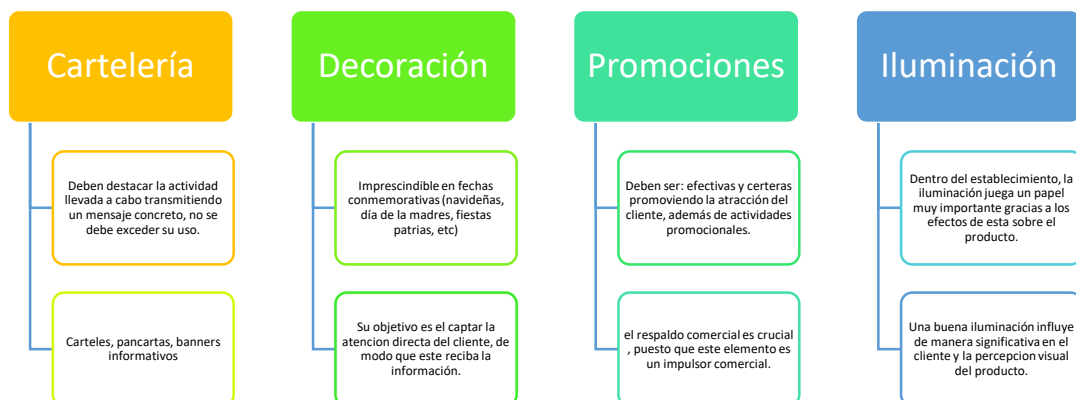 Cartelería
Deben destacar la actividad
llevada a cabo transmitiendo
un mensaje concreto, no se
debe exceder su uso.
Carteles, pancartas, banners
informativos
Decoración
Imprescindible en fechas
conmemorativas (navideñas,
día de la madres, fiestas
patrias, etc)
Su objetivo es el captar la
atencion directa del cliente, de
modo que este reciba la
información.
Promociones
Deben ser: efectivas y certeras
promoviendo la atracción del
cliente, además de actividades
promocionales.
el respaldo comercial es crucial
, puesto que este elemento es
un impulsor comercial.
Iluminación
Dentro del establecimiento, la
iluminación juega un papel
muy importante gracias a los
efectos de esta sobre el
producto.
Una buena iluminación influye
de manera significativa en el
cliente y la percepcion visual
del producto.